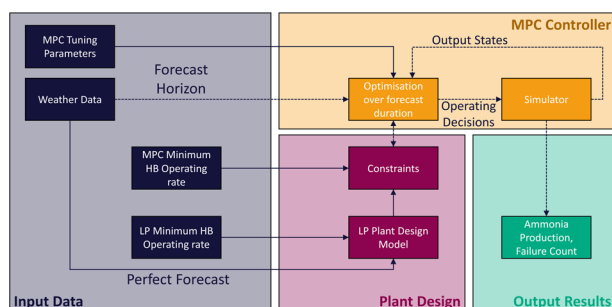 MPC Controller
MPC Tuning
Parameters
Output States
Forecast
Horizon
Weather Data
Optimisation
over forecast
duration
Operating
Decisions
Simulator
MPC Minimum
HB Operating
rate
Constraints
LP Minimum HB
Operating rate
LP Plant Design
Model
Ammonia
Production,
Failure Count
Perfect Forecast
Input Data
Plant Design
Output Results